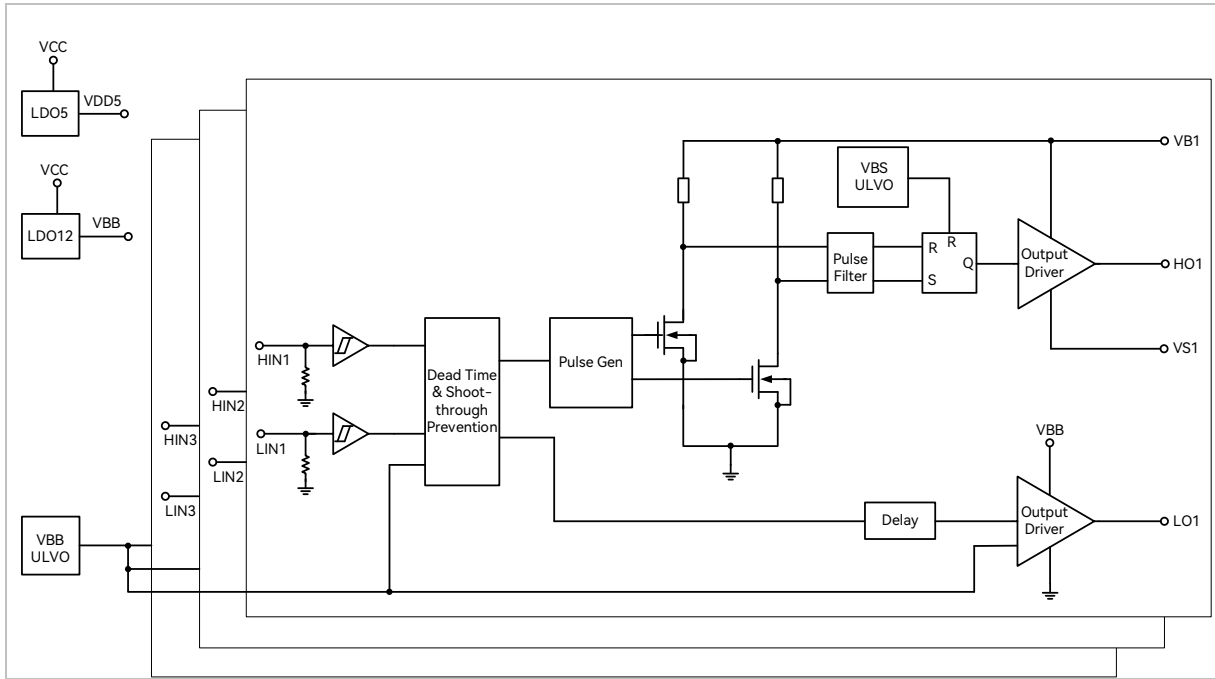 VCC
LDO5
VDD5
VCC
LDO12
VBB
VBB
ULVO
HIN1
HIN2
HIN3
LIN1
LIN2
LIN3
Dead Time
& Shoot-
through
Prevention
Pulse Gen
VBS
ULVO
Pulse
Filter
R
R
S
Q
Output
Driver
VB1
HO1
VS1
Delay
VBB
Output
Driver
LO1